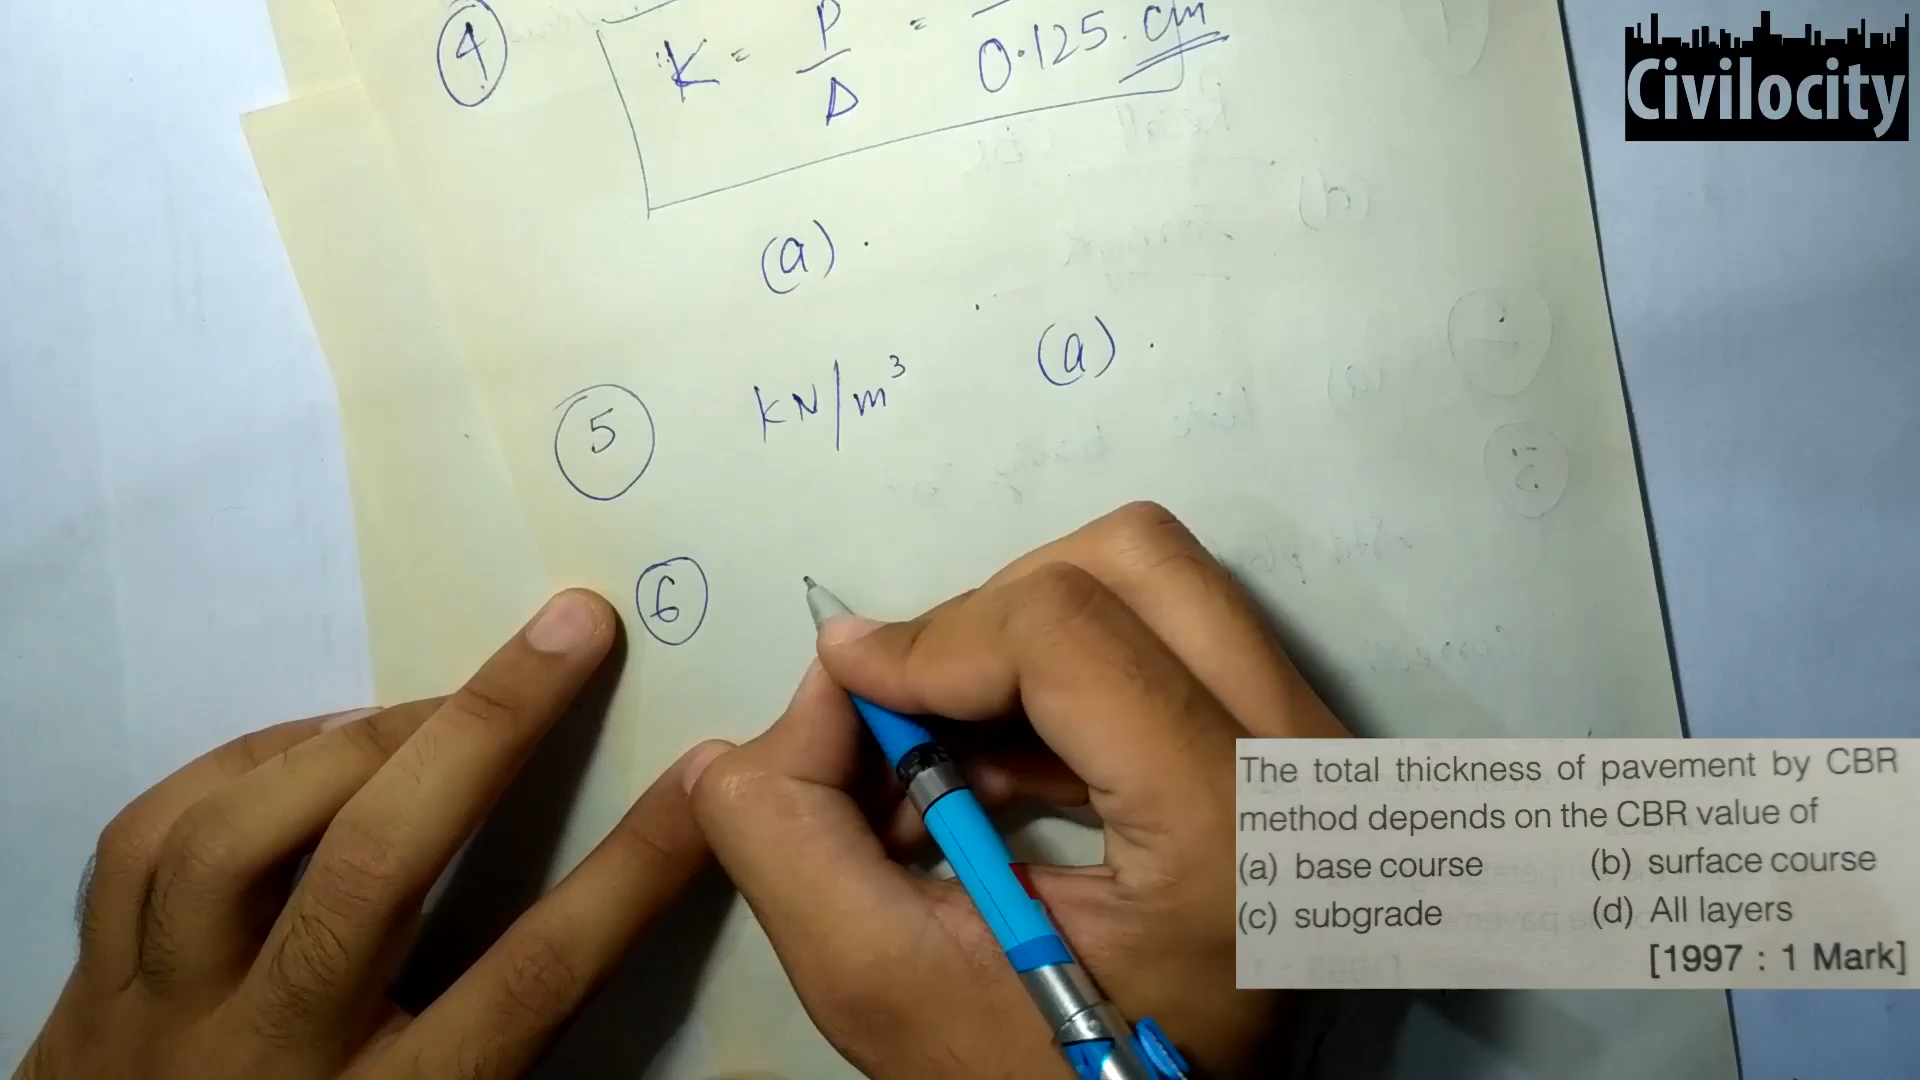 Civilocity
4 K = P/D = 0.125 cm
(a).
5 kN/m³ (a).
6
The total thickness of pavement by CBR
method depends on the CBR value of
(a) base course (b) surface course
(c) subgrade (d) All layers
[1997 : 1 Mark]